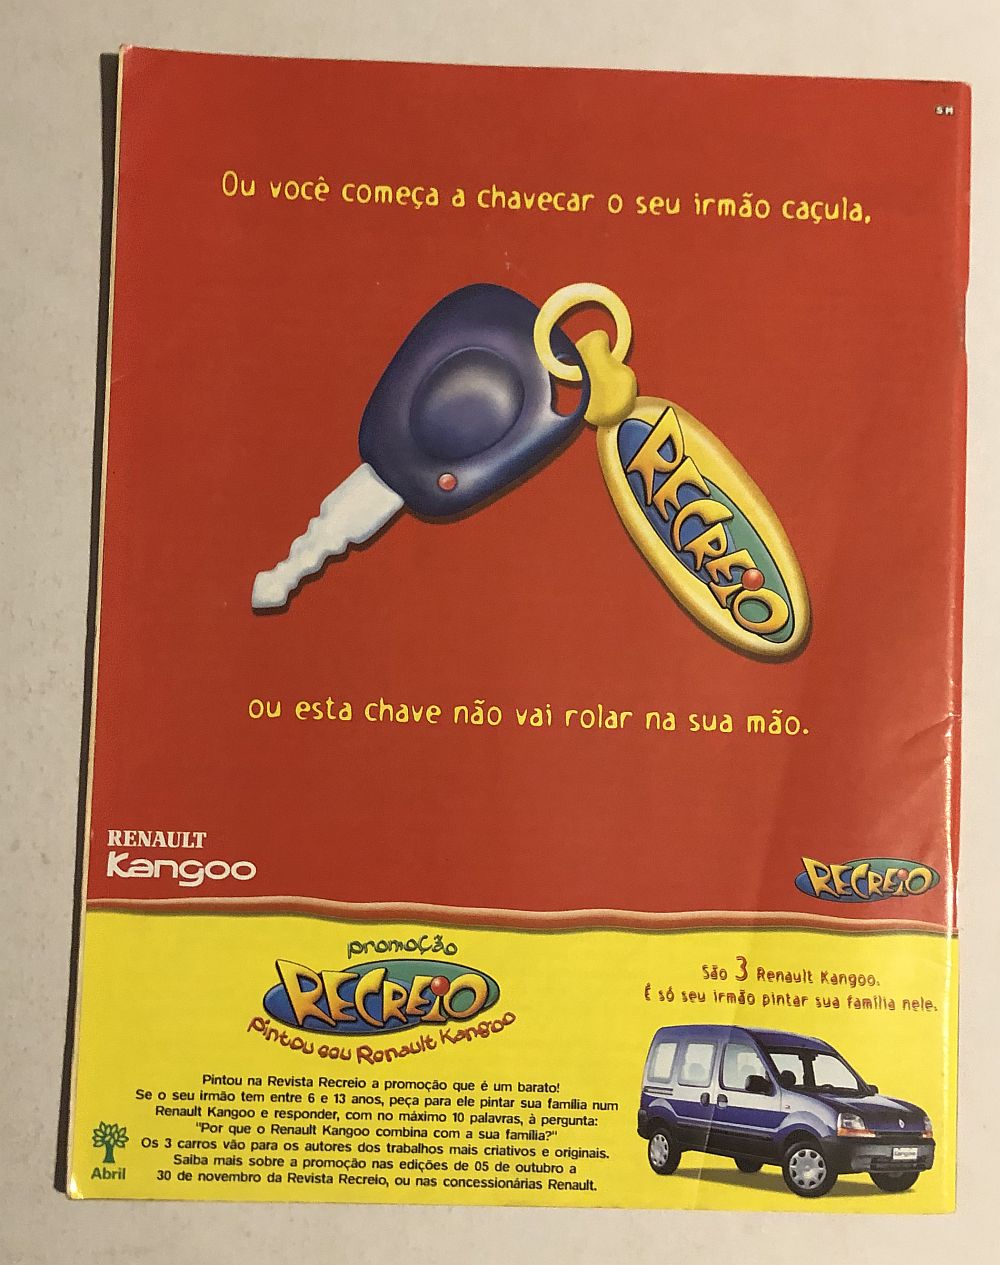 SM
Ou você começa a chavecar o seu irmão caçula,
RECREIO
ou esta chave não vai rolar na sua mão.
RENAULT
Kangoo
RECREIO
promoção
RECREIO
pintou seu Renault Kangoo
São 3 Renault Kangoo.
É só seu irmão pintar sua família nele.
Pintou na Revista Recreio a promoção que é um barato!
Se o seu irmão tem entre 6 e 13 anos, peça para ele pintar sua família num
Renault Kangoo e responder, com no máximo 10 palavras, à pergunta:
"Por que o Renault Kangoo combina com a sua família?"
Os 3 carros vão para os autores dos trabalhos mais criativos e originais.
Saiba mais sobre a promoção nas edições de 05 de outubro a
30 de novembro da Revista Recreio, ou nas concessionárias Renault.
Abril
Kangoo